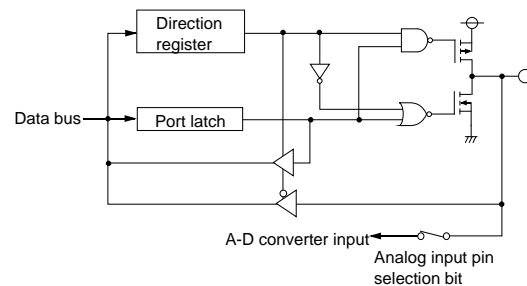 Direction
register
Data bus
Port latch
A-D converter input
Analog input pin
selection bit